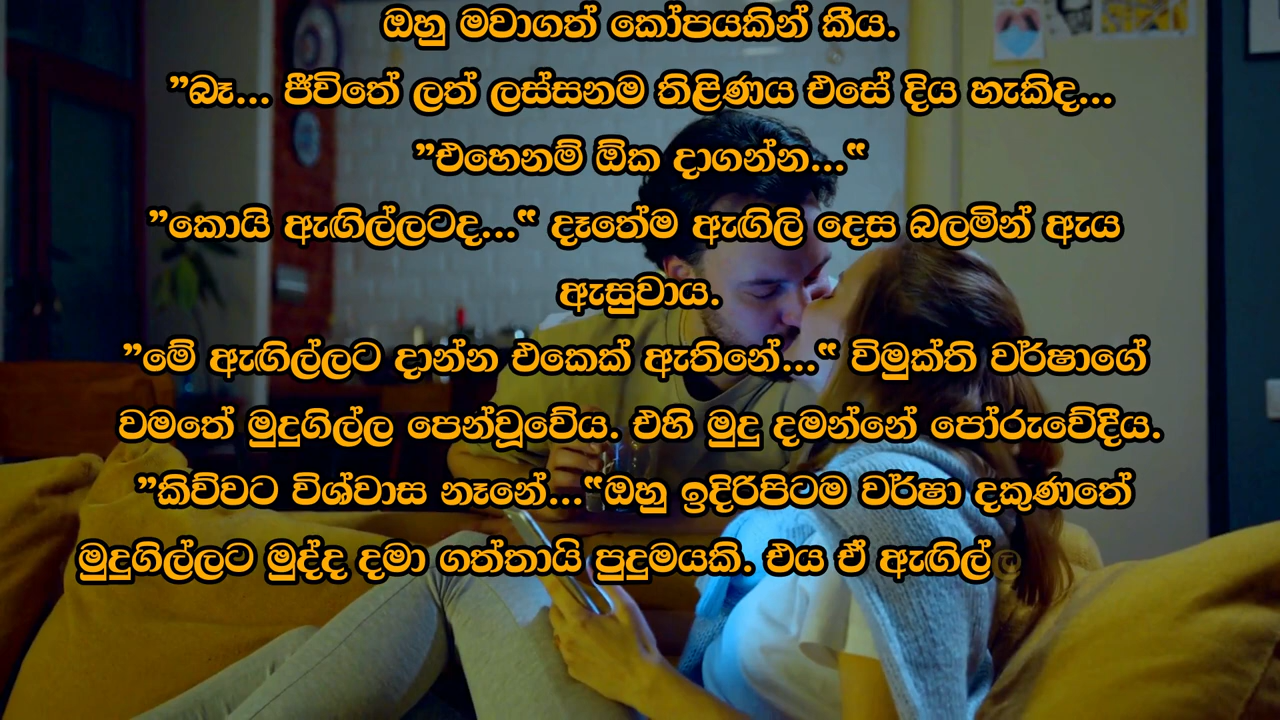 ඔහු මවාගත් කෝපයකින් කීය.
”බෑ... ජීවිතේ ලත් ලස්සනම තිළිණය එසේ දිය හැකිද...
”එහෙනම් ඕක දාගන්න...“
”කොයි ඇඟිල්ලටද...“ දෑතේම ඇඟිලි දෙස බලමින් ඇය
ඇසුවාය.
”මේ ඇඟිල්ලට දාන්න එකෙක් ඇතිනේ...“ විමුක්ති වර්ෂාගේ
වමතේ මුදුගිල්ල පෙන්වූවේය. එහි මුදු දමන්නේ පෝරුවේදීය.
”කිව්වට විශ්වාස නෑනේ...“ඔහු ඉදිරිපිටම වර්ෂා දකුණතේ
මුදුගිල්ලට මුද්ද දමා ගත්තායි පුදුමයකි. එය ඒ ඇඟිල්ල